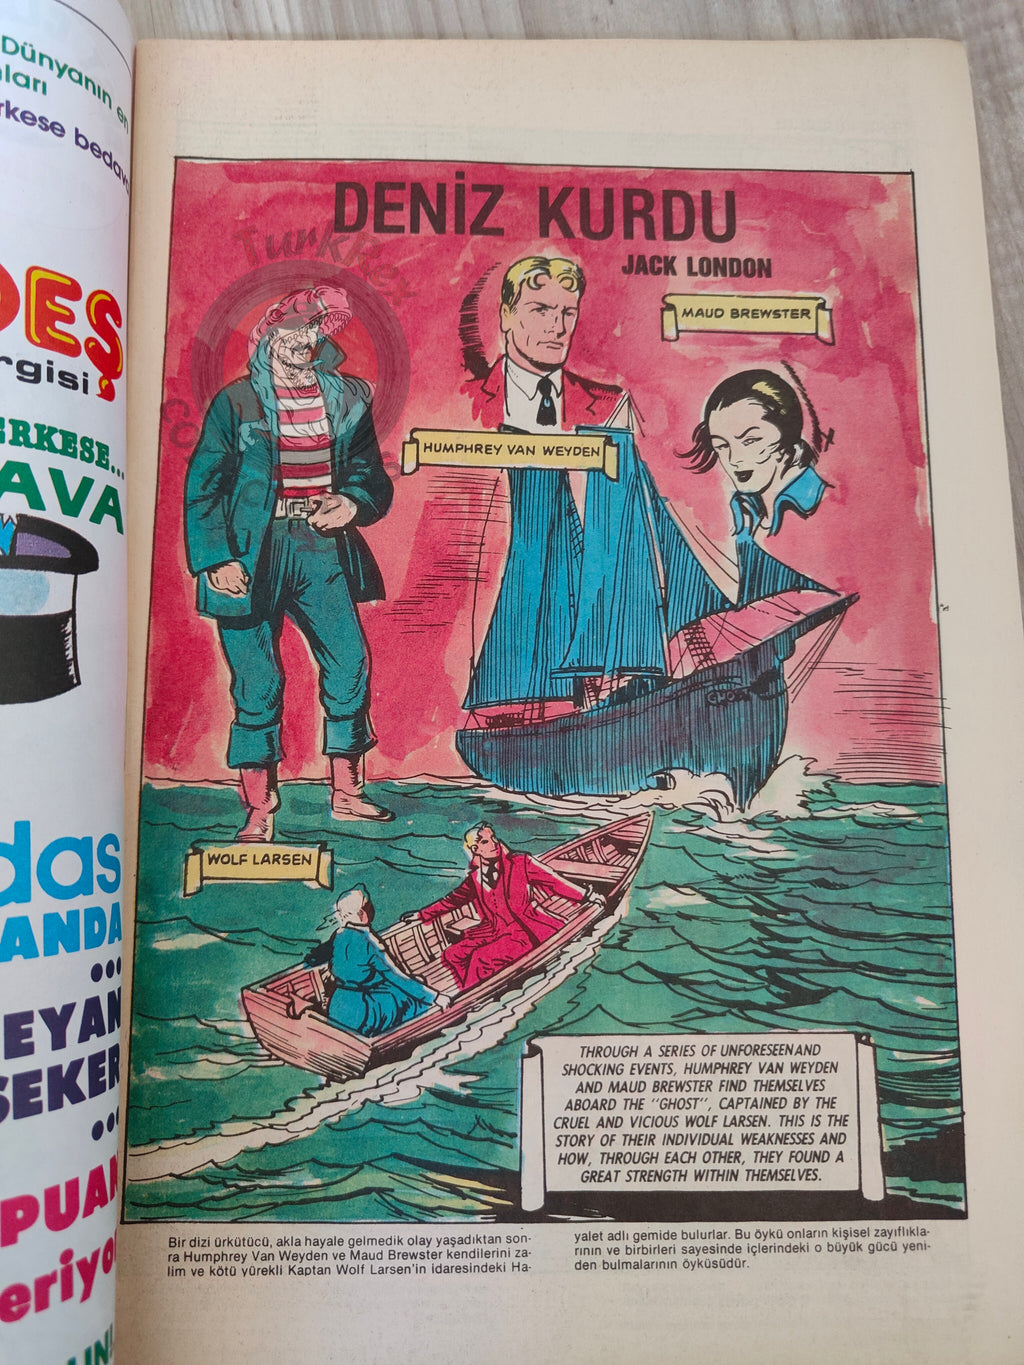 Dünyanın en
ları
rkese bedava
DEŞ
rgisi
ERKESE...
AVA
das
ANDA
...
EYAN
SEKER
...
PUAN
eriyo
DENİZ KURDU
JACK LONDON
MAUD BREWSTER
HUMPHREY VAN WEYDEN
WOLF LARSEN
THROUGH A SERIES OF UNFORESEEN AND
SHOCKING EVENTS, HUMPHREY VAN WEYDEN
AND MAUD BREWSTER FIND THEMSELVES
ABOARD THE "GHOST", CAPTAINED BY THE
CRUEL AND VICIOUS WOLF LARSEN. THIS IS THE
STORY OF THEIR INDIVIDUAL WEAKNESSES AND
HOW, THROUGH EACH OTHER, THEY FOUND A
GREAT STRENGTH WITHIN THEMSELVES.
Bir dizi ürkütücü, akla hayale gelmedik olay yaşadıktan son-
ra Humphrey Van Weyden ve Maud Brewster kendilerini za-
lim ve kötü yürekli Kaptan Wolf Larsen'in idaresindeki Ha-
yalet adlı gemide bulurlar. Bu öykü onların kişisel zayıflıkla-
rının ve birbirleri sayesinde içlerindeki o büyük gücü yeni-
den bulmalarının öyküsüdür.